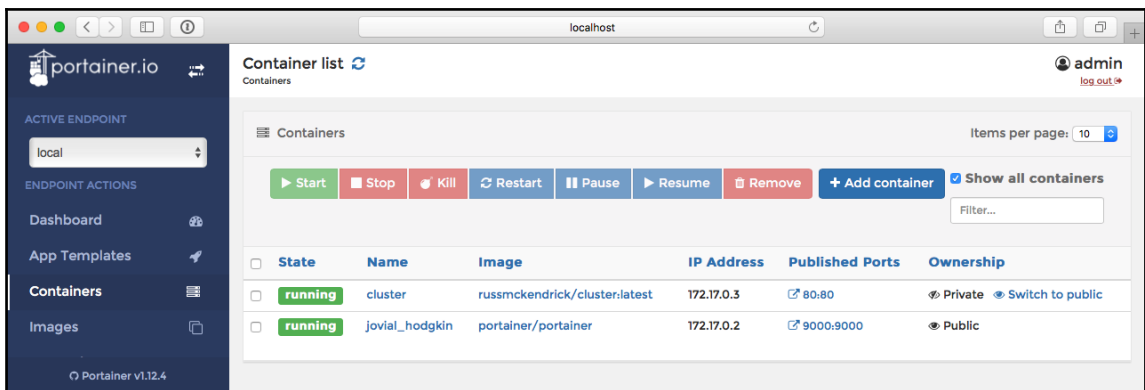 localhost
portainer.io
Container list
Containers
admin
log out
ACTIVE ENDPOINT
local
ENDPOINT ACTIONS
Dashboard
App Templates
Containers
Images
Portainer v1.12.4
Containers
Items per page: 10
Start Stop Kill Restart Pause Resume Remove + Add container
Show all containers
Filter...
State Name Image IP Address Published Ports Ownership
running cluster russmckendrick/cluster:latest 172.17.0.3 80:80 Private Switch to public
running jovial_hodgkin portainer/portainer 172.17.0.2 9000:9000 Public